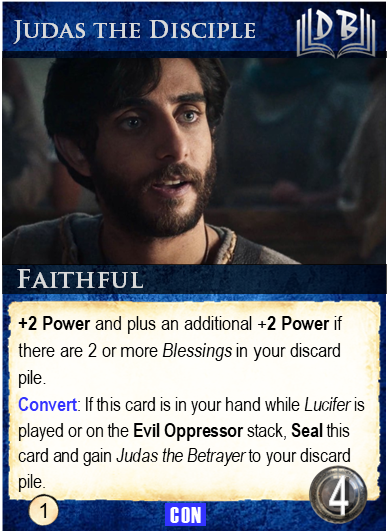 JUDAS THE DISCIPLE
DB
FAITHFUL
+2 Power and plus an additional +2 Power if
there are 2 or more Blessings in your discard
pile.
Convert: If this card is in your hand while Lucifer is
played or on the Evil Oppressor stack, Seal this
card and gain Judas the Betrayer to your discard
pile.
1
CON
4